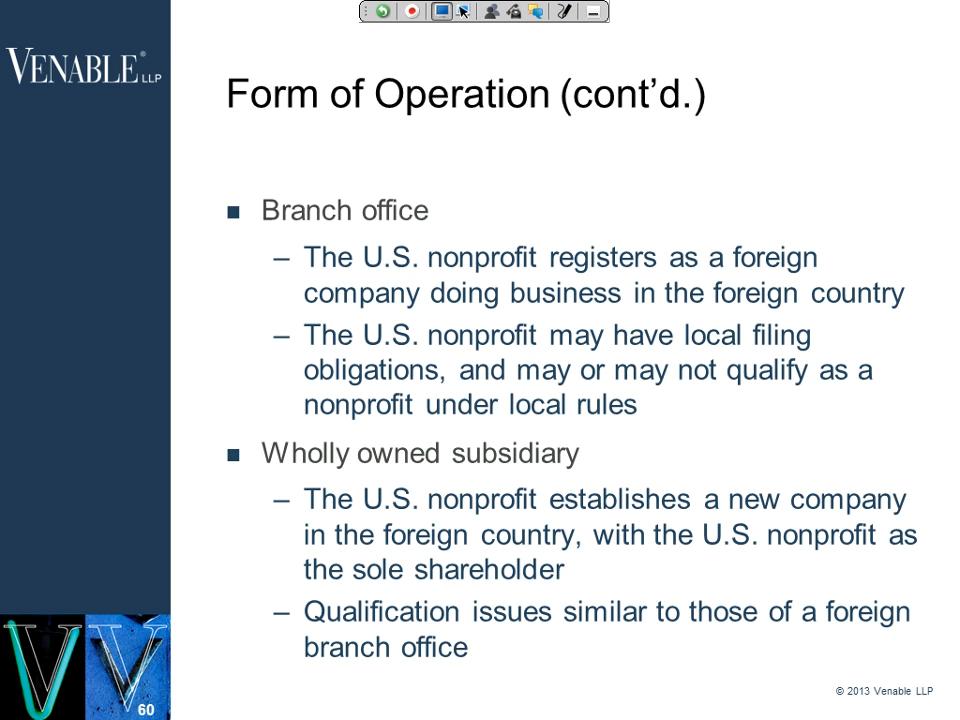 VENABLE® LLP
Form of Operation (cont’d.)
■ Branch office
– The U.S. nonprofit registers as a foreign
company doing business in the foreign country
– The U.S. nonprofit may have local filing
obligations, and may or may not qualify as a
nonprofit under local rules
■ Wholly owned subsidiary
– The U.S. nonprofit establishes a new company
in the foreign country, with the U.S. nonprofit as
the sole shareholder
– Qualification issues similar to those of a foreign
branch office
© 2013 Venable LLP
V V
60